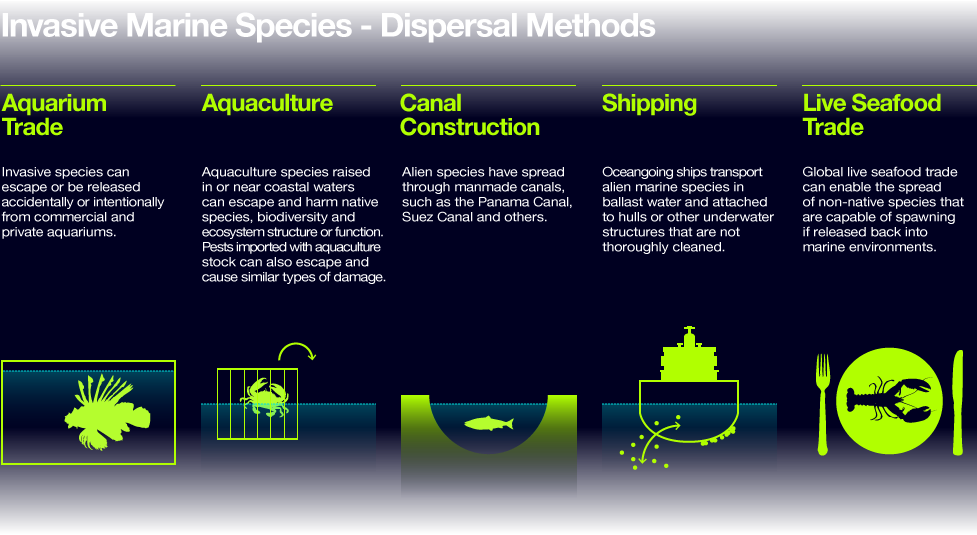 Invasive Marine Species - Dispersal Methods
Aquarium
Trade
Invasive species can
escape or be released
accidentally or intentionally
from commercial and
private aquariums.
Aquaculture
Aquaculture species raised
in or near coastal waters
can escape and harm native
species, biodiversity and
ecosystem structure or function.
Pests imported with aquaculture
stock can also escape and
cause similar types of damage.
Canal
Construction
Alien species have spread
through manmade canals,
such as the Panama Canal,
Suez Canal and others.
Shipping
Oceangoing ships transport
alien marine species in
ballast water and attached
to hulls or other underwater
structures that are not
thoroughly cleaned.
Live Seafood
Trade
Global live seafood trade
can enable the spread
of non-native species that
are capable of spawning
if released back into
marine environments.